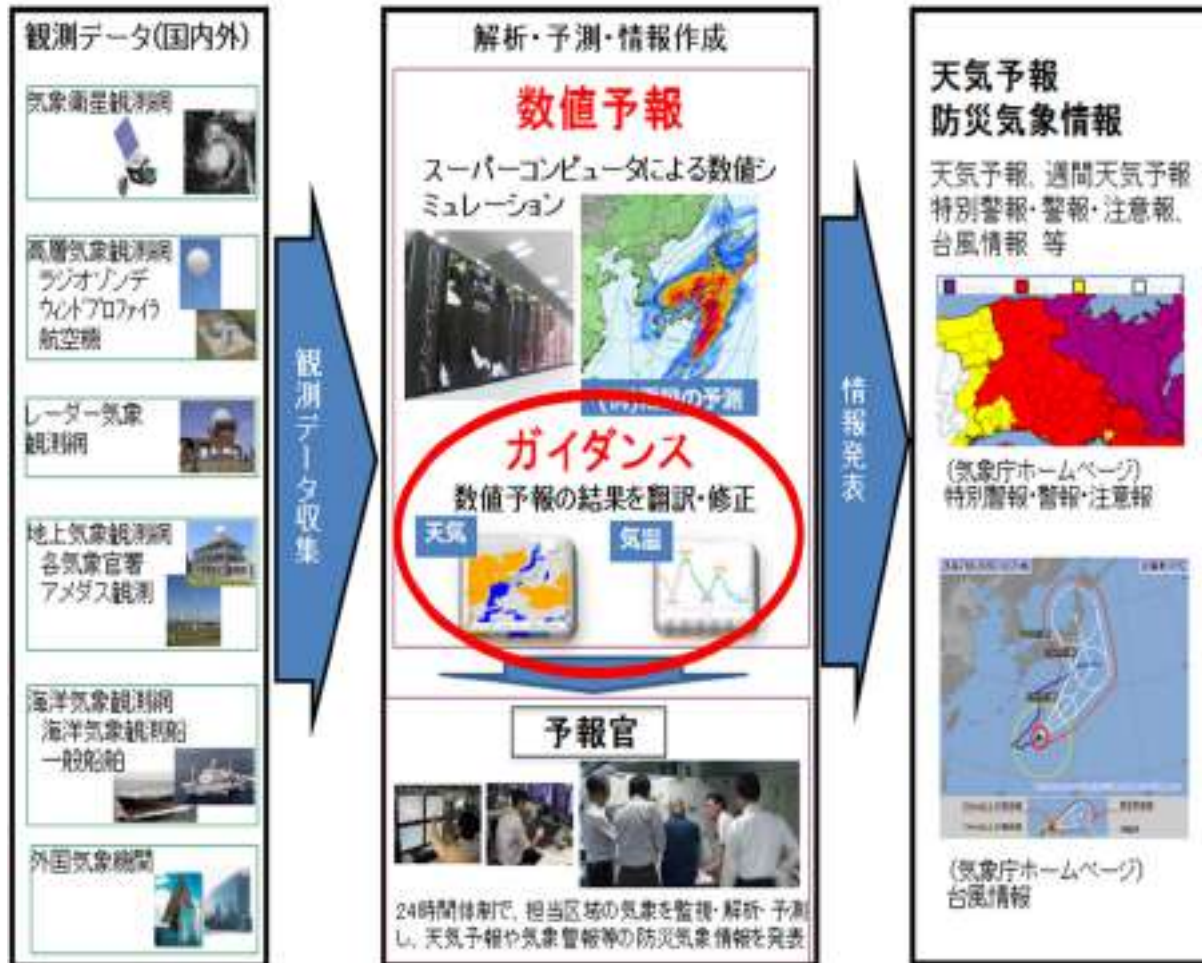 観測データ(国内外)
気象衛星観測網
高層気象観測網
ラジオゾンデ
ウィンドプロファイラ
航空機
レーダー気象
観測網
地上気象観測網
各気象官署
アメダス観測
海洋気象観測網
海洋気象観測船
一般船舶
外国気象機関
観測データ収集
解析・予測・情報作成
数値予報
スーパーコンピュータによる数値シ
ミュレーション
の予測
ガイダンス
数値予報の結果を翻訳・修正
天気
気温
予報官
24時間体制で、担当区域の気象を監視・解析・予測
し、天気予報や気象警報等の防災気象情報を発表
情報発表
天気予報
防災気象情報
天気予報、週間天気予報
特別警報・警報・注意報、
台風情報 等
(気象庁ホームページ)
特別警報・警報・注意報
(気象庁ホームページ)
台風情報